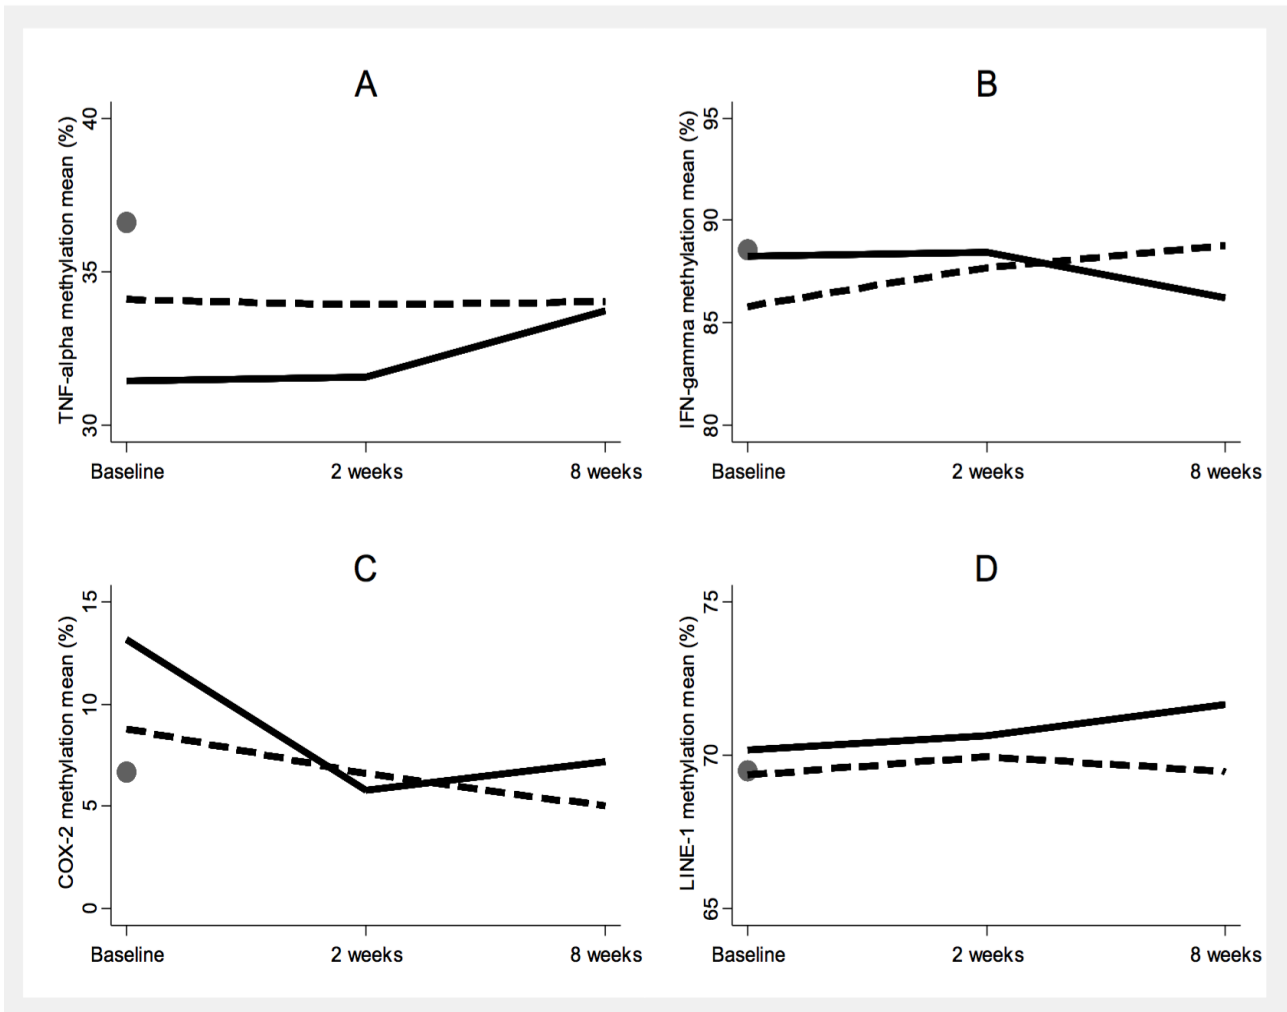 A
TNF-alpha methylation mean (%)
40
35
30
Baseline 2 weeks 8 weeks
B
IFN-gamma methylation mean (%)
95
90
85
80
Baseline 2 weeks 8 weeks
C
COX-2 methylation mean (%)
15
10
5
0
Baseline 2 weeks 8 weeks
D
LINE-1 methylation mean (%)
75
70
65
Baseline 2 weeks 8 weeks